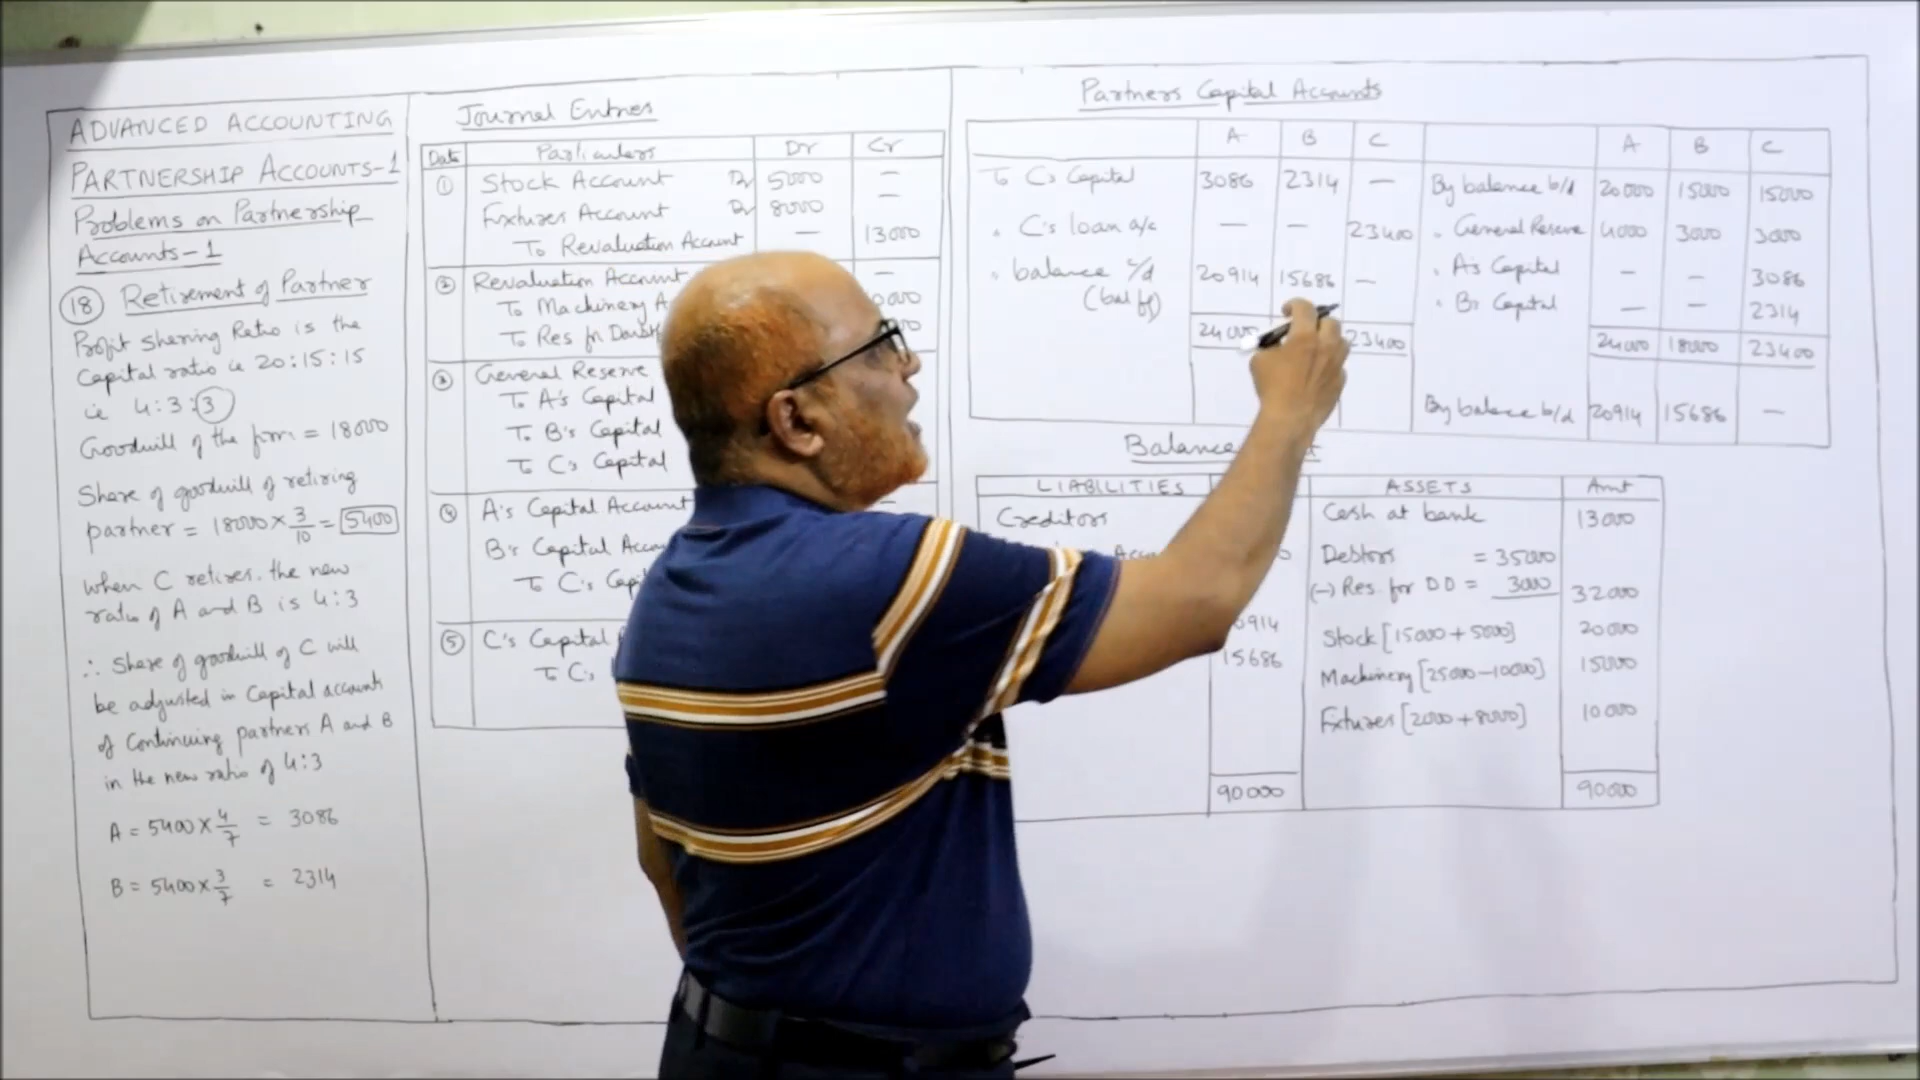 ADVANCED ACCOUNTING
PARTNERSHIP ACCOUNTS-1
Problems on Partnership
Accounts-1
(18) Retirement of Partner
Profit sharing Ratio is the
Capital ratio ie 20:15:15
ie 4:3:3
Goodwill of the firm = 18000
Share of goodwill of retiring
partner = 18000 × 3/10 = 5400
when C retires. the new
ratio of A and B is 4:3
∴ Share of goodwill of C will
be adjusted in Capital accounts
of Continuing partners A and B
in the new ratio of 4:3
A = 5400 × 4/7 = 3086
B = 5400 × 3/7 = 2314
Journal Entries
Date Particulars Dr Cr
① Stock Account Dr 5000 —
Fixtures Account Dr 8000 —
To Revaluation Account — 13000
② Revaluation Account —
To Machinery
To Res fr
③ General Reserve
To A's Capital
To B's Capital
To C's Capital
④ A's Capital Account —
B's Capital
To C's
⑤ C's Capital
To C's
Partners Capital Accounts
A B C A B C
To C's Capital 3086 2314 — By balance b/d 20000 15000 15000
" C's loan a/c — — 23400 " General Reserve 4000 3000 3000
" balance c/d 20914 15686 — " A's Capital — — 3086
(bal fg) " B's Capital — — 2314
23400 24000 18000 23400
By balance b/d 20914 15686 —
Balance
LIABILITIES ASSETS Amt
Creditors Cash at bank 13000
Debtors = 35000
(-) Res. for DD = 3000 32000
Stock [15000 + 5000] 20000
15686 Machinery [25000 - 10000] 15000
Fixtures [2000 + 8000] 10000
90000 90000